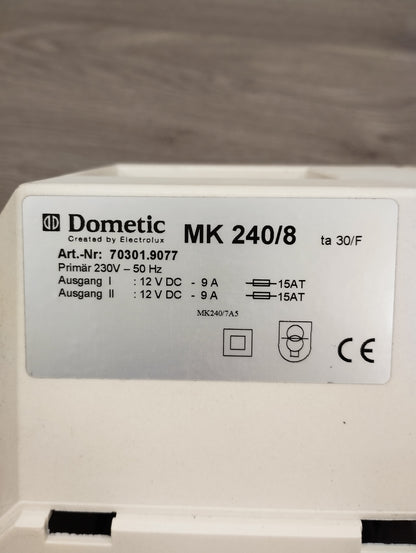 Dometic MK 240/8 ta 30/F
Created by Electrolux
Art.-Nr: 70301.9077
Primär 230V – 50 Hz
Ausgang I : 12 V DC - 9 A 15AT
Ausgang II : 12 V DC - 9 A 15AT
MK240/7A5
CE